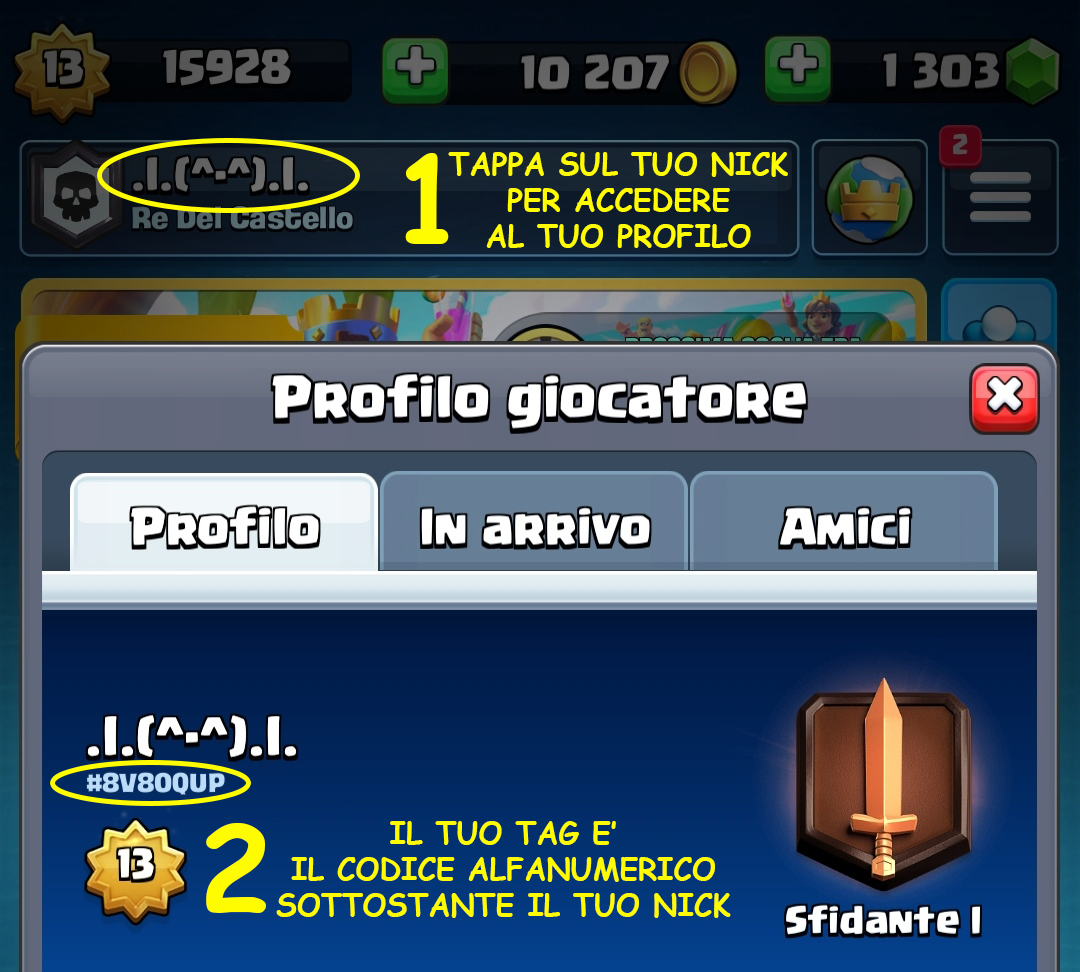 13
15928
10 207
1 303
.I.(^·^).I.
Re Del Castello
1
TAPPA SUL TUO NICK
PER ACCEDERE
AL TUO PROFILO
2
Profilo giocatore
Profilo
In arrivo
Amici
.I.(^·^).I.
#8V80QUP
13
2
IL TUO TAG E'
IL CODICE ALFANUMERICO
SOTTOSTANTE IL TUO NICK
Sfidante I